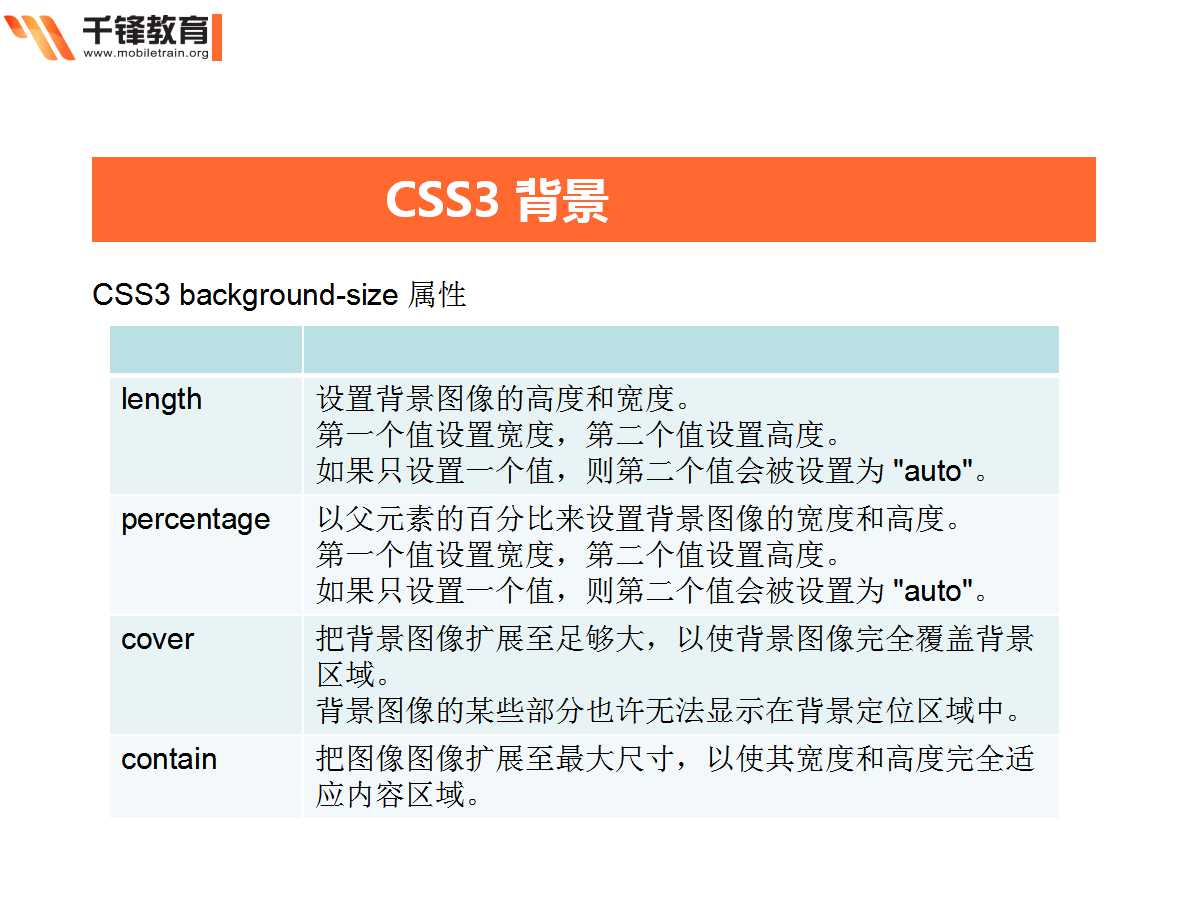 千锋教育
www.mobiletrain.org
CSS3 背景
CSS3 background-size 属性
length
设置背景图像的高度和宽度。
第一个值设置宽度，第二个值设置高度。
如果只设置一个值，则第二个值会被设置为 "auto"。
percentage
以父元素的百分比来设置背景图像的宽度和高度。
第一个值设置宽度，第二个值设置高度。
如果只设置一个值，则第二个值会被设置为 "auto"。
cover
把背景图像扩展至足够大，以使背景图像完全覆盖背景
区域。
背景图像的某些部分也许无法显示在背景定位区域中。
contain
把图像图像扩展至最大尺寸，以使其宽度和高度完全适
应内容区域。